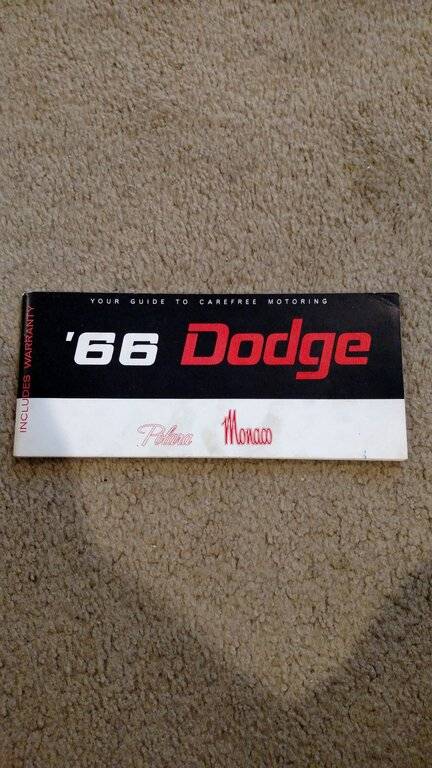 YOUR GUIDE TO CAREFREE MOTORING
'66 Dodge
INCLUDES WARRANTY
Polara Monaco